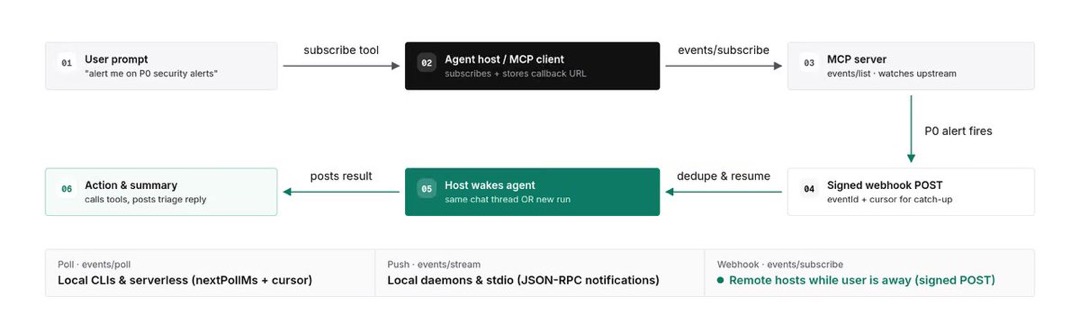 01
User prompt
"alert me on P0 security alerts"
subscribe tool
02
Agent host / MCP client
subscribes + stores callback URL
events/subscribe
03
MCP server
events/list · watches upstream
P0 alert fires
04
Signed webhook POST
eventId + cursor for catch-up
dedupe & resume
05
Host wakes agent
same chat thread OR new run
posts result
06
Action & summary
calls tools, posts triage reply
Poll · events/poll
Local CLIs & serverless (nextPollMs + cursor)
Push · events/stream
Local daemons & stdio (JSON-RPC notifications)
Webhook · events/subscribe
Remote hosts while user is away (signed POST)